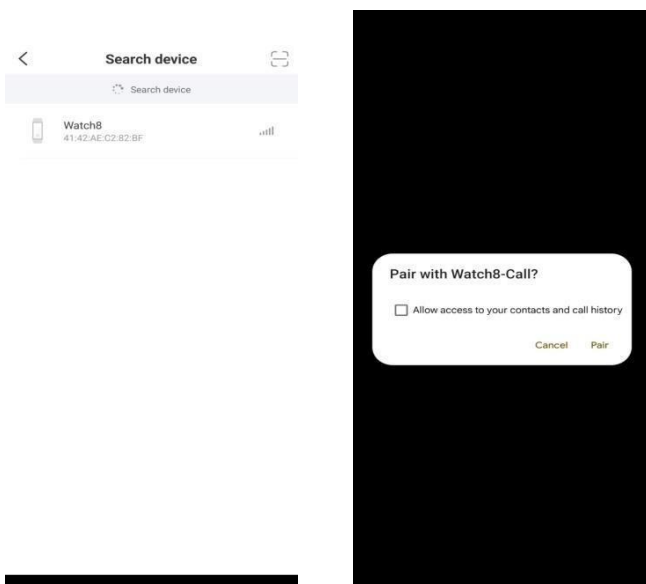 Search device
Search device
Watch8
41:42:AE:C2:82:BF
Pair with Watch8-Call?
Allow access to your contacts and call history
Cancel Pair